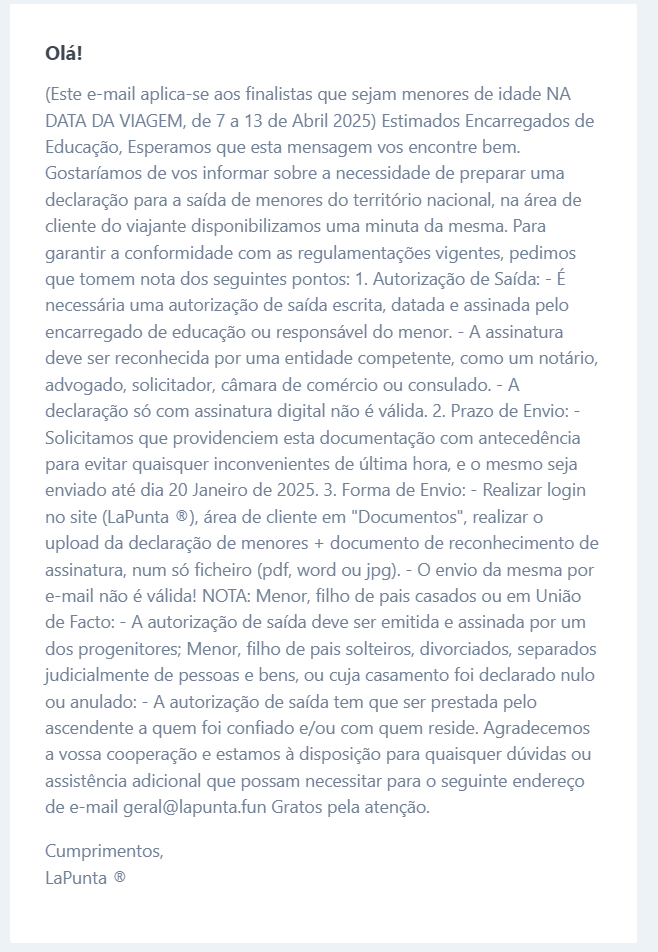 Olá!
(Este e-mail aplica-se aos finalistas que sejam menores de idade NA
DATA DA VIAGEM, de 7 a 13 de Abril 2025) Estimados Encarregados de
Educação, Esperamos que esta mensagem vos encontre bem.
Gostaríamos de vos informar sobre a necessidade de preparar uma
declaração para a saída de menores do território nacional, na área de
cliente do viajante disponibilizamos uma minuta da mesma. Para
garantir a conformidade com as regulamentações vigentes, pedimos
que tomem nota dos seguintes pontos: 1. Autorização de Saída: - É
necessária uma autorização de saída escrita, datada e assinada pelo
encarregado de educação ou responsável do menor. - A assinatura
deve ser reconhecida por uma entidade competente, como um notário,
advogado, solicitador, câmara de comércio ou consulado. - A
declaração só com assinatura digital não é válida. 2. Prazo de Envio: -
Solicitamos que providenciem esta documentação com antecedência
para evitar quaisquer inconvenientes de última hora, e o mesmo seja
enviado até dia 20 Janeiro de 2025. 3. Forma de Envio: - Realizar login
no site (LaPunta ®), área de cliente em "Documentos", realizar o
upload da declaração de menores + documento de reconhecimento de
assinatura, num só ficheiro (pdf, word ou jpg). - O envio da mesma por
e-mail não é válida! NOTA: Menor, filho de pais casados ou em União
de Facto: - A autorização de saída deve ser emitida e assinada por um
dos progenitores; Menor, filho de pais solteiros, divorciados, separados
judicialmente de pessoas e bens, ou cuja casamento foi declarado nulo
ou anulado: - A autorização de saída tem que ser prestada pelo
ascendente a quem foi confiado e/ou com quem reside. Agradecemos
a vossa cooperação e estamos à disposição para quaisquer dúvidas ou
assistência adicional que possam necessitar para o seguinte endereço
de e-mail geral@lapunta.fun Gratos pela atenção.
Cumprimentos,
LaPunta ®